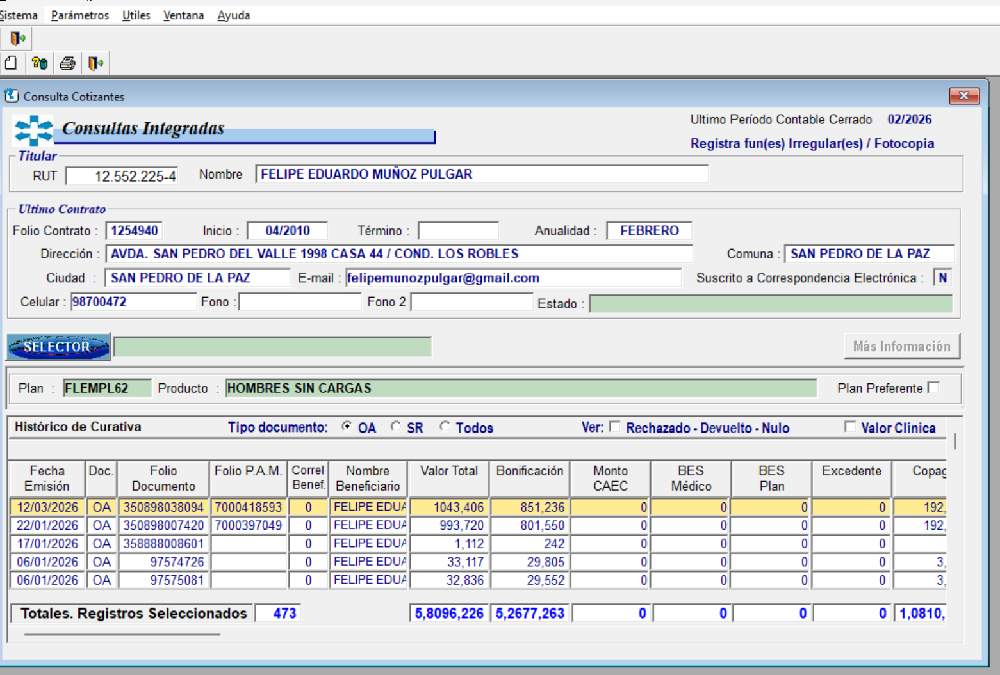 Sistema Parámetros Utiles Ventana Ayuda
Consulta Cotizantes
Consultas Integradas
Ultimo Período Contable Cerrado 02/2026
Registra fun(es) Irregular(es) / Fotocopia
Titular
RUT 12.552.225-4 Nombre FELIPE EDUARDO MUÑOZ PULGAR
Ultimo Contrato
Folio Contrato : 1254940 Inicio : 04/2010 Término : Anualidad : FEBRERO
Dirección : AVDA. SAN PEDRO DEL VALLE 1998 CASA 44 / COND. LOS ROBLES Comuna : SAN PEDRO DE LA PAZ
Ciudad : SAN PEDRO DE LA PAZ E-mail : felipemunozpulgar@gmail.com Suscrito a Correspondencia Electrónica : N
Celular : 98700472 Fono : Fono 2 Estado :
SELECTOR Más Información
Plan : FLEMPL62 Producto : HOMBRES SIN CARGAS Plan Preferente
Histórico de Curativa Tipo documento: OA SR Todos Ver: Rechazado - Devuelto - Nulo Valor Clínica
Fecha Emisión Doc. Folio Documento Folio P.A.M. Correl Benef. Nombre Beneficiario Valor Total Bonificación Monto CAEC BES Médico BES Plan Excedente Copag
12/03/2026 OA 350898038094 7000418593 0 FELIPE EDUA 1043,406 851,236 0 0 0 0 192,
22/01/2026 OA 350898007420 7000397049 0 FELIPE EDUA 993,720 801,550 0 0 0 0 192,
17/01/2026 OA 358888008601 0 FELIPE EDUA 1,112 242 0 0 0 0
06/01/2026 OA 97574726 0 FELIPE EDUA 33,117 29,805 0 0 0 0 3,
06/01/2026 OA 97575081 0 FELIPE EDUA 32,836 29,552 0 0 0 0 3,
Totales. Registros Seleccionados 473 5,8096,226 5,2677,263 0 0 0 0 1,0810,